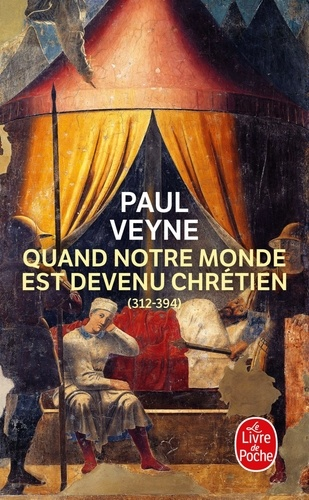 PAUL
VEYNE
QUAND NOTRE MONDE
EST DEVENU CHRÉTIEN
(312-394)
Le
Livre
de
Poche